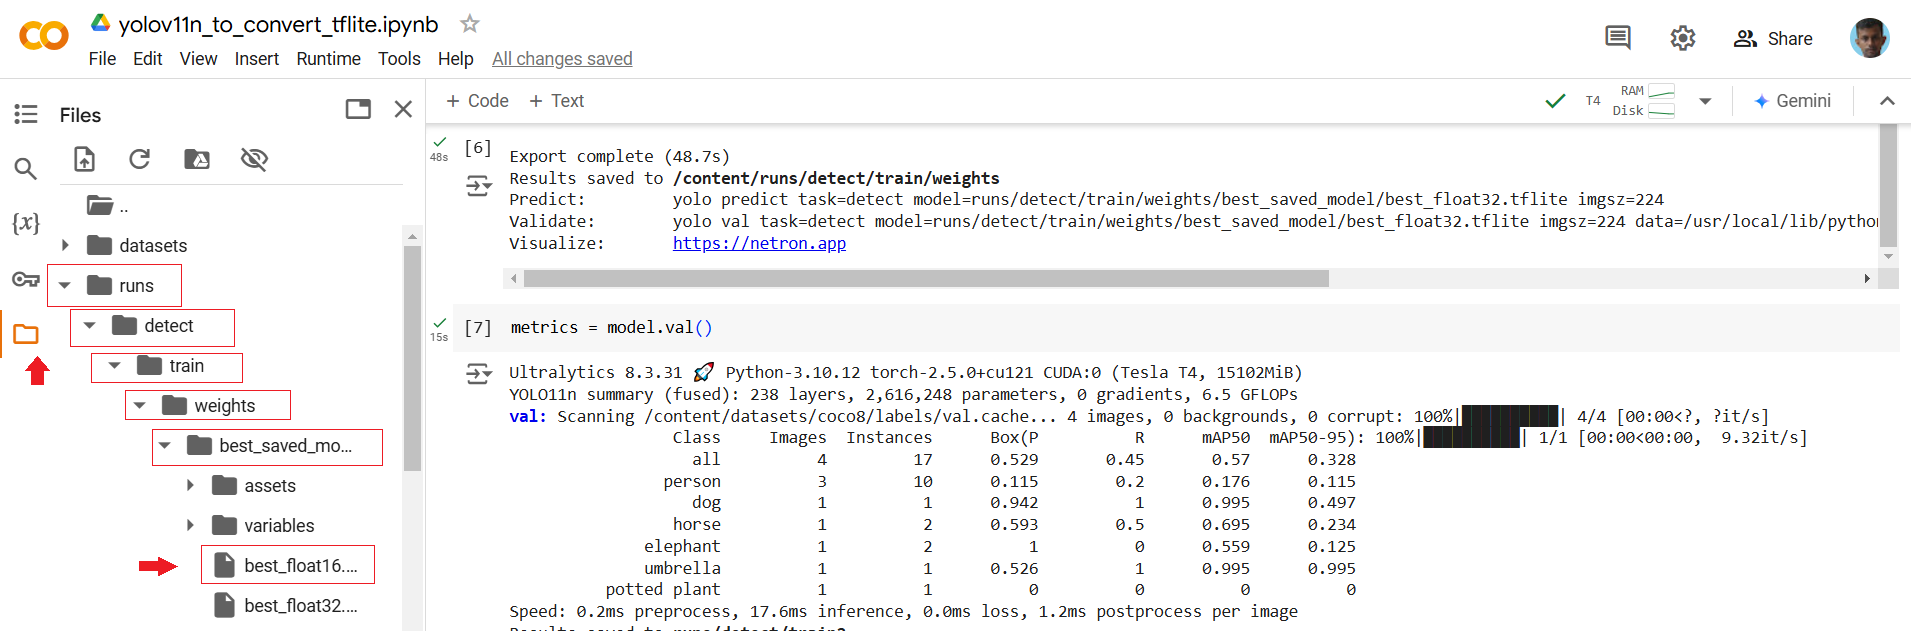 yolov11n_to_convert_tflite.ipynb
File Edit View Insert Runtime Tools Help All changes saved
Share
Files
+ Code + Text
T4 RAM Disk
Gemini
..
datasets
runs
detect
train
weights
best_saved_mo...
assets
variables
best_float16....
best_float32....
{x}
48s
[6]
Export complete (48.7s)
Results saved to /content/runs/detect/train/weights
Predict: yolo predict task=detect model=runs/detect/train/weights/best_saved_model/best_float32.tflite imgsz=224
Validate: yolo val task=detect model=runs/detect/train/weights/best_saved_model/best_float32.tflite imgsz=224 data=/usr/local/lib/python
Visualize: https://netron.app
15s
[7] metrics = model.val()
Ultralytics 8.3.31 🚀 Python-3.10.12 torch-2.5.0+cu121 CUDA:0 (Tesla T4, 15102MiB)
YOLO11n summary (fused): 238 layers, 2,616,248 parameters, 0 gradients, 6.5 GFLOPs
val: Scanning /content/datasets/coco8/labels/val.cache... 4 images, 0 backgrounds, 0 corrupt: 100%|██████████| 4/4 [00:00<?, ?it/s]
Class Images Instances Box(P R mAP50 mAP50-95): 100%|██████████| 1/1 [00:00<00:00, 9.32it/s]
all 4 17 0.529 0.45 0.57 0.328
person 3 10 0.115 0.2 0.176 0.115
dog 1 1 0.942 1 0.995 0.497
horse 1 2 0.593 0.5 0.695 0.234
elephant 1 2 1 0 0.559 0.125
umbrella 1 1 0.526 1 0.995 0.995
potted plant 1 1 0 0 0 0
Speed: 0.2ms preprocess, 17.6ms inference, 0.0ms loss, 1.2ms postprocess per image